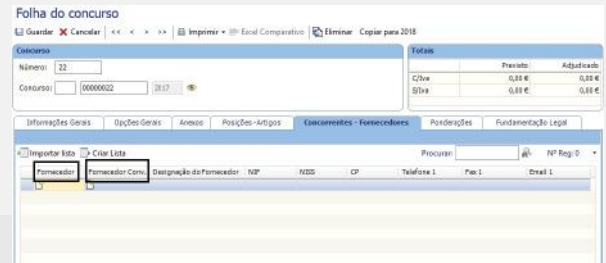 Folha do concurso
Guardar Cancelar << < > >> Imprimir Excel Comparativo Eliminar Copiar para 2018
Concurso
Totais
Número: 22
Previsto Adjudicado
C/Iva 0,00 € 0,00 €
Concurso: 00000022 2017
S/Iva 0,00 € 0,00 €
Informações Gerais Opções Gerais Anexos Posições-Artigos Concorrentes - Fornecedores Ponderações Fundamento Legal
Importar lista Criar Lista Procurar: Nº Reg: 0
Fornecedor Fornecedor Conv. Designação do Fornecedor NIF NISS CP Telefone 1 Fax 1 Email 1